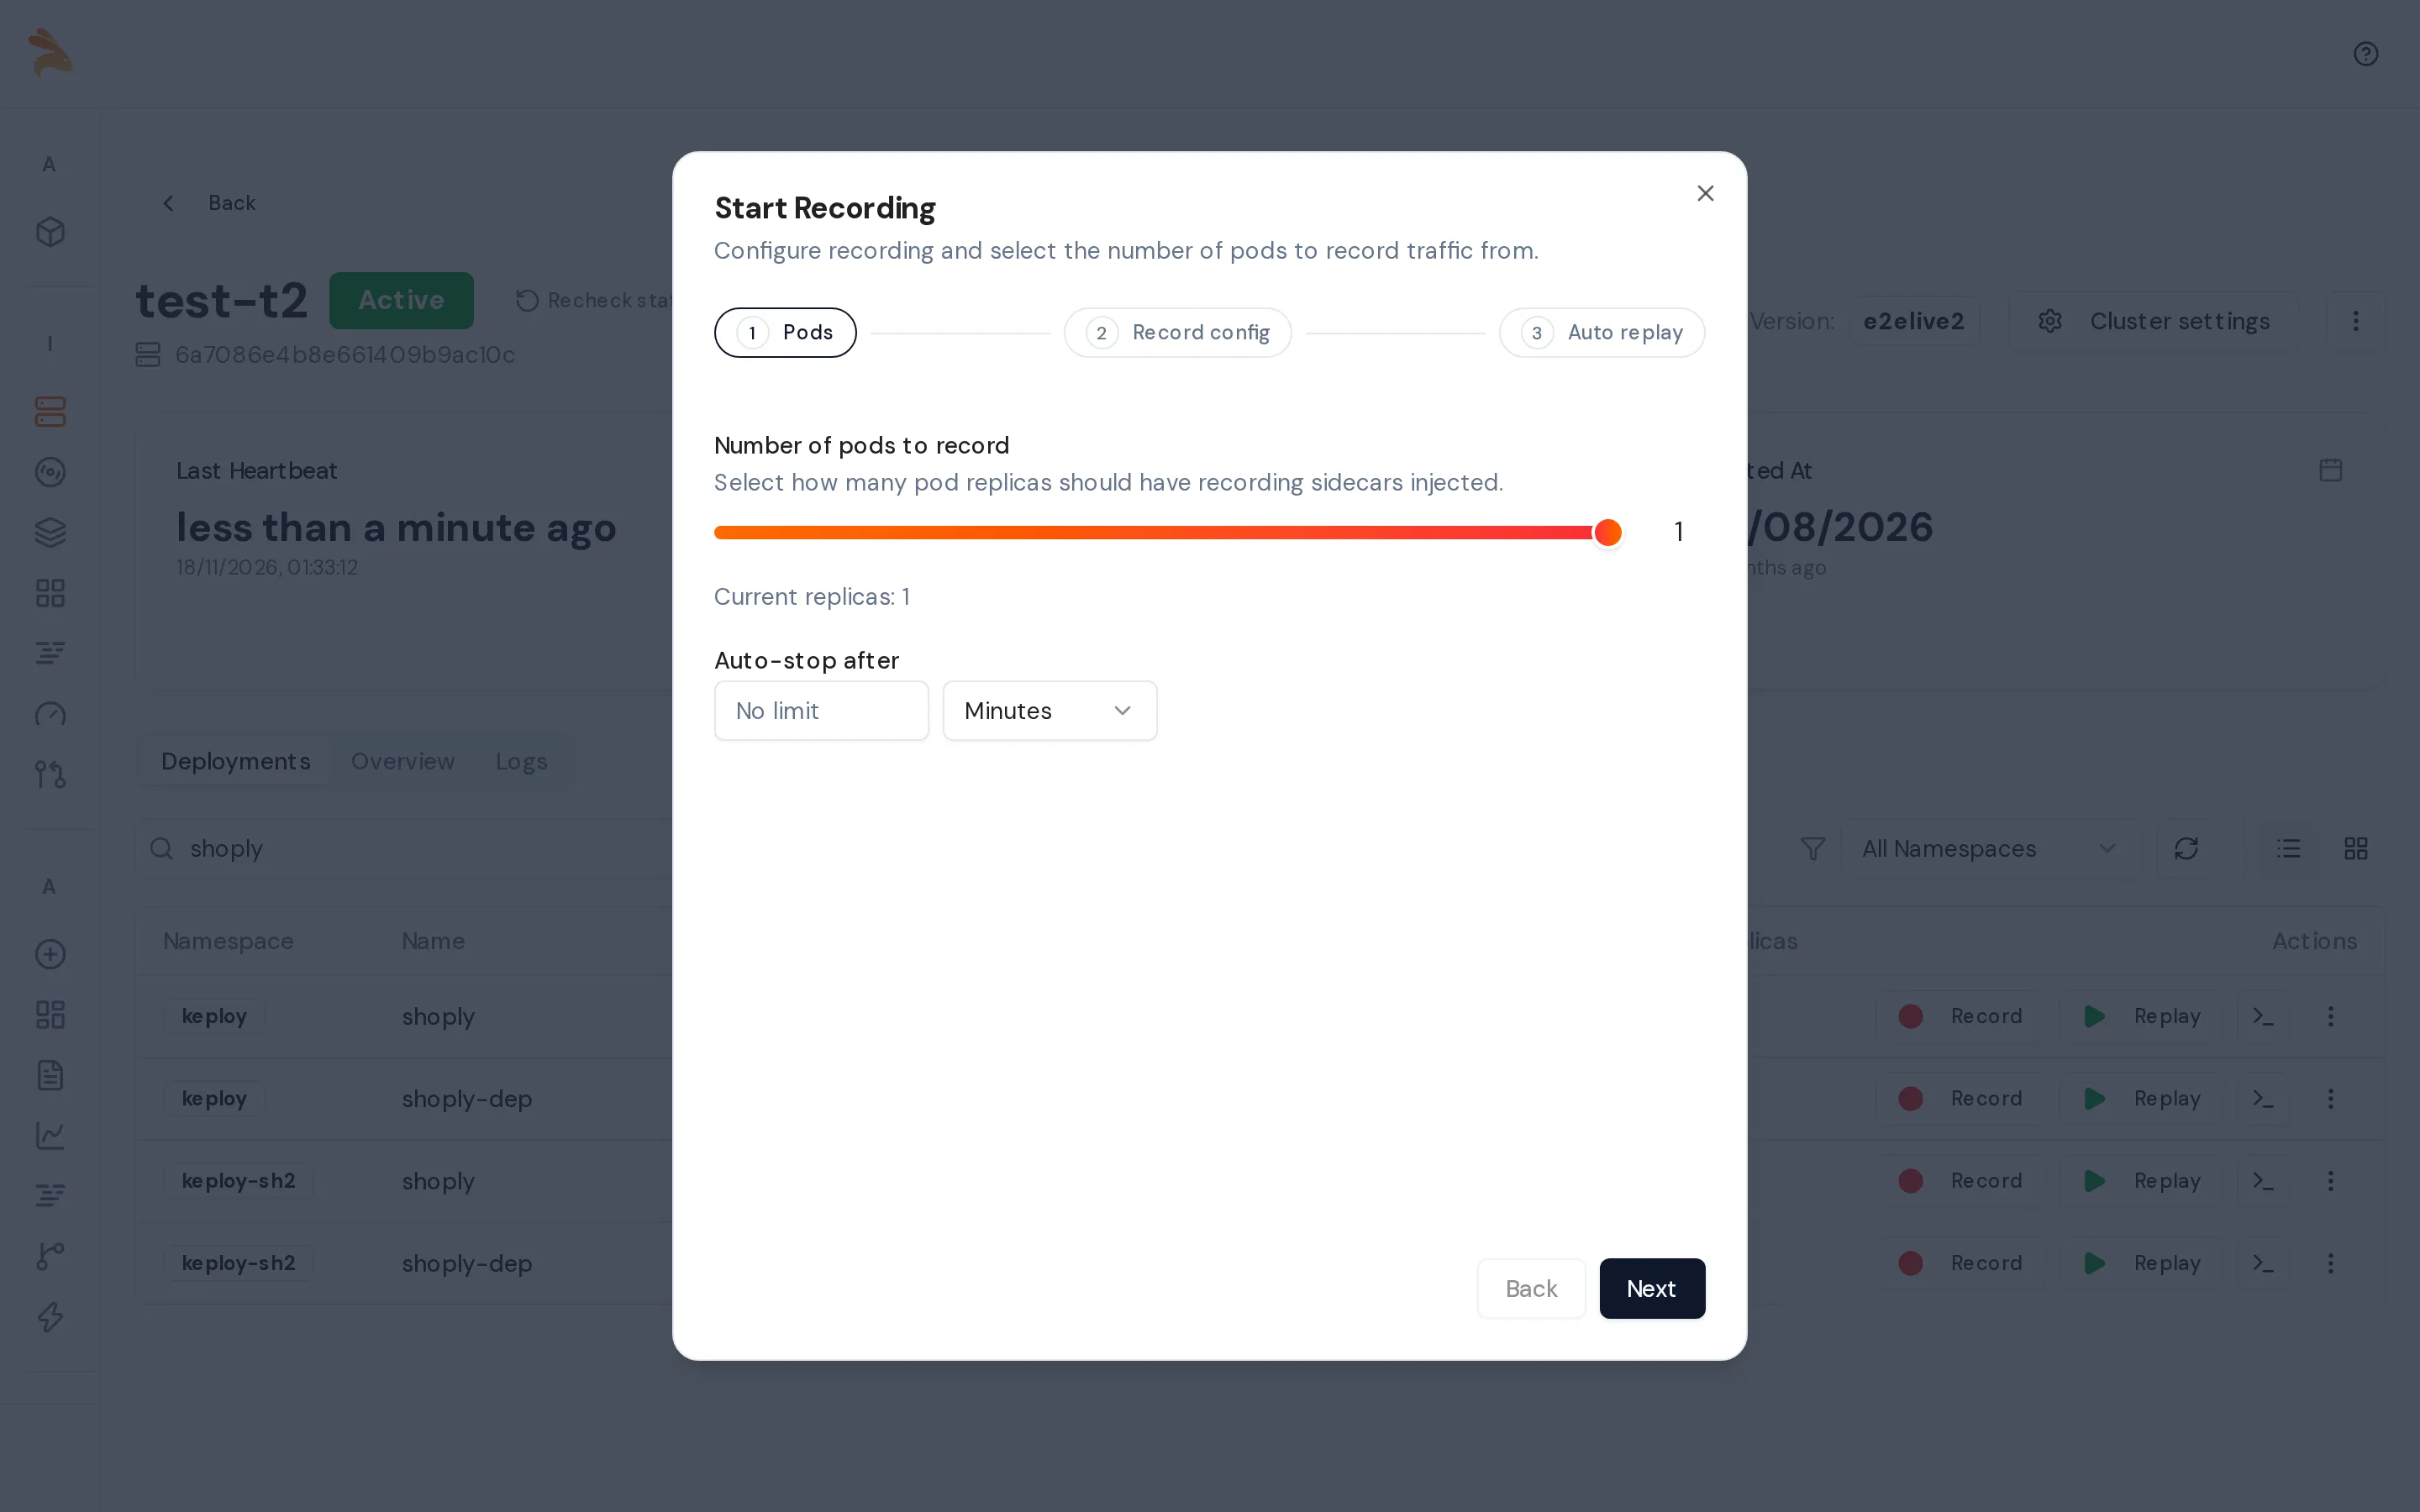 A
Back
test-t2
Active
Recheck
6a7086e4b8e661409b9ac10c
Version:
e2elive2
Cluster settings
I
Last Heartbeat
less than a minute ago
18/11/2026, 01:33:12
ted At
/08/2026
nths ago
Deployments
Overview
Logs
shoply
All Namespaces
A
Namespace
Name
licas
Actions
keploy
shoply
Record
Replay
keploy
shoply-dep
Record
Replay
keploy-sh2
shoply
Record
Replay
keploy-sh2
shoply-dep
Record
Replay
Start Recording
Configure recording and select the number of pods to record traffic from.
1
Pods
2
Record config
3
Auto replay
Number of pods to record
Select how many pod replicas should have recording sidecars injected.
1
Current replicas: 1
Auto-stop after
No limit
Minutes
Back
Next